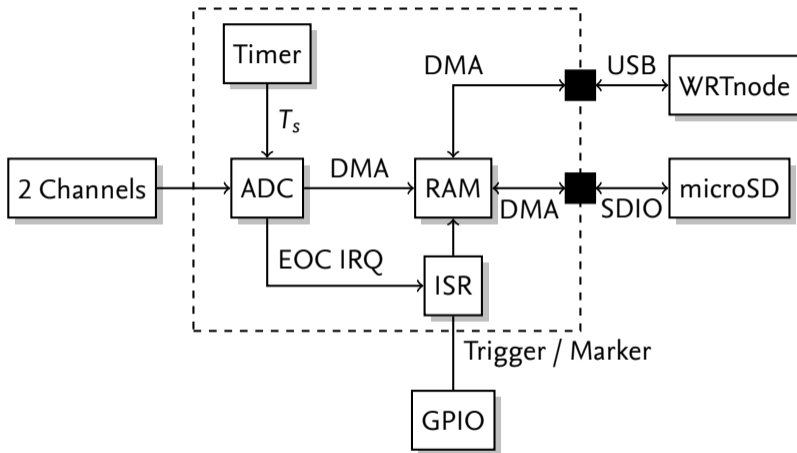 Timer
DMA
USB
WRTnode
Ts
2 Channels
ADC
DMA
RAM
DMA
SDIO
microSD
EOC IRQ
ISR
Trigger / Marker
GPIO